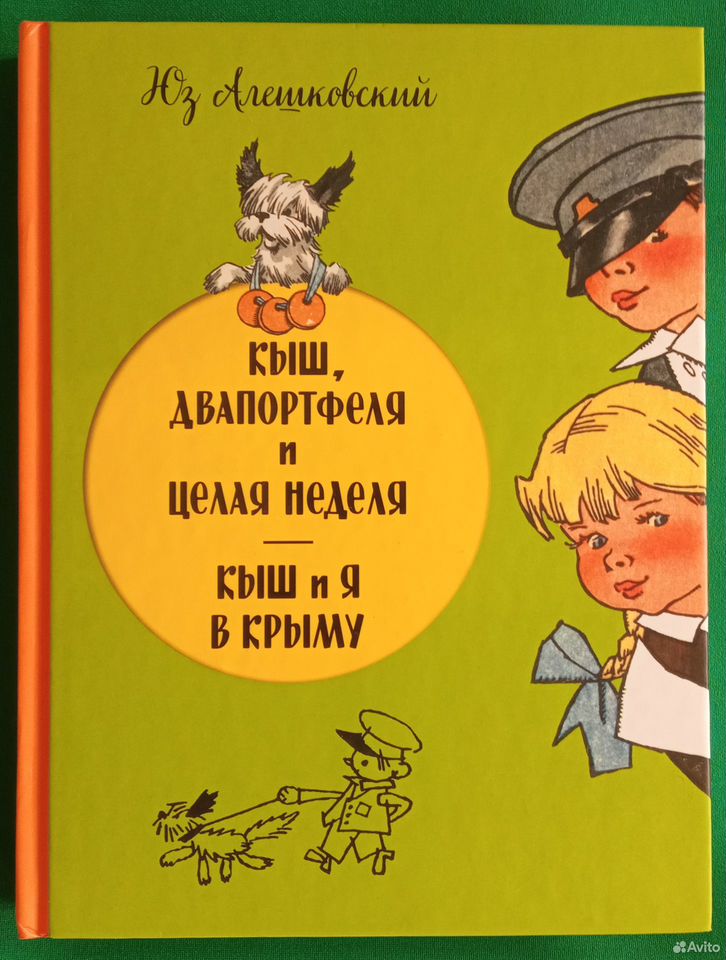 Юз Алешковский
КЫШ,
ДВАПОРТФЕЛЯ
и
ЦЕЛАЯ НЕДЕЛЯ
КЫШ и Я
В КРЫМУ
Avito